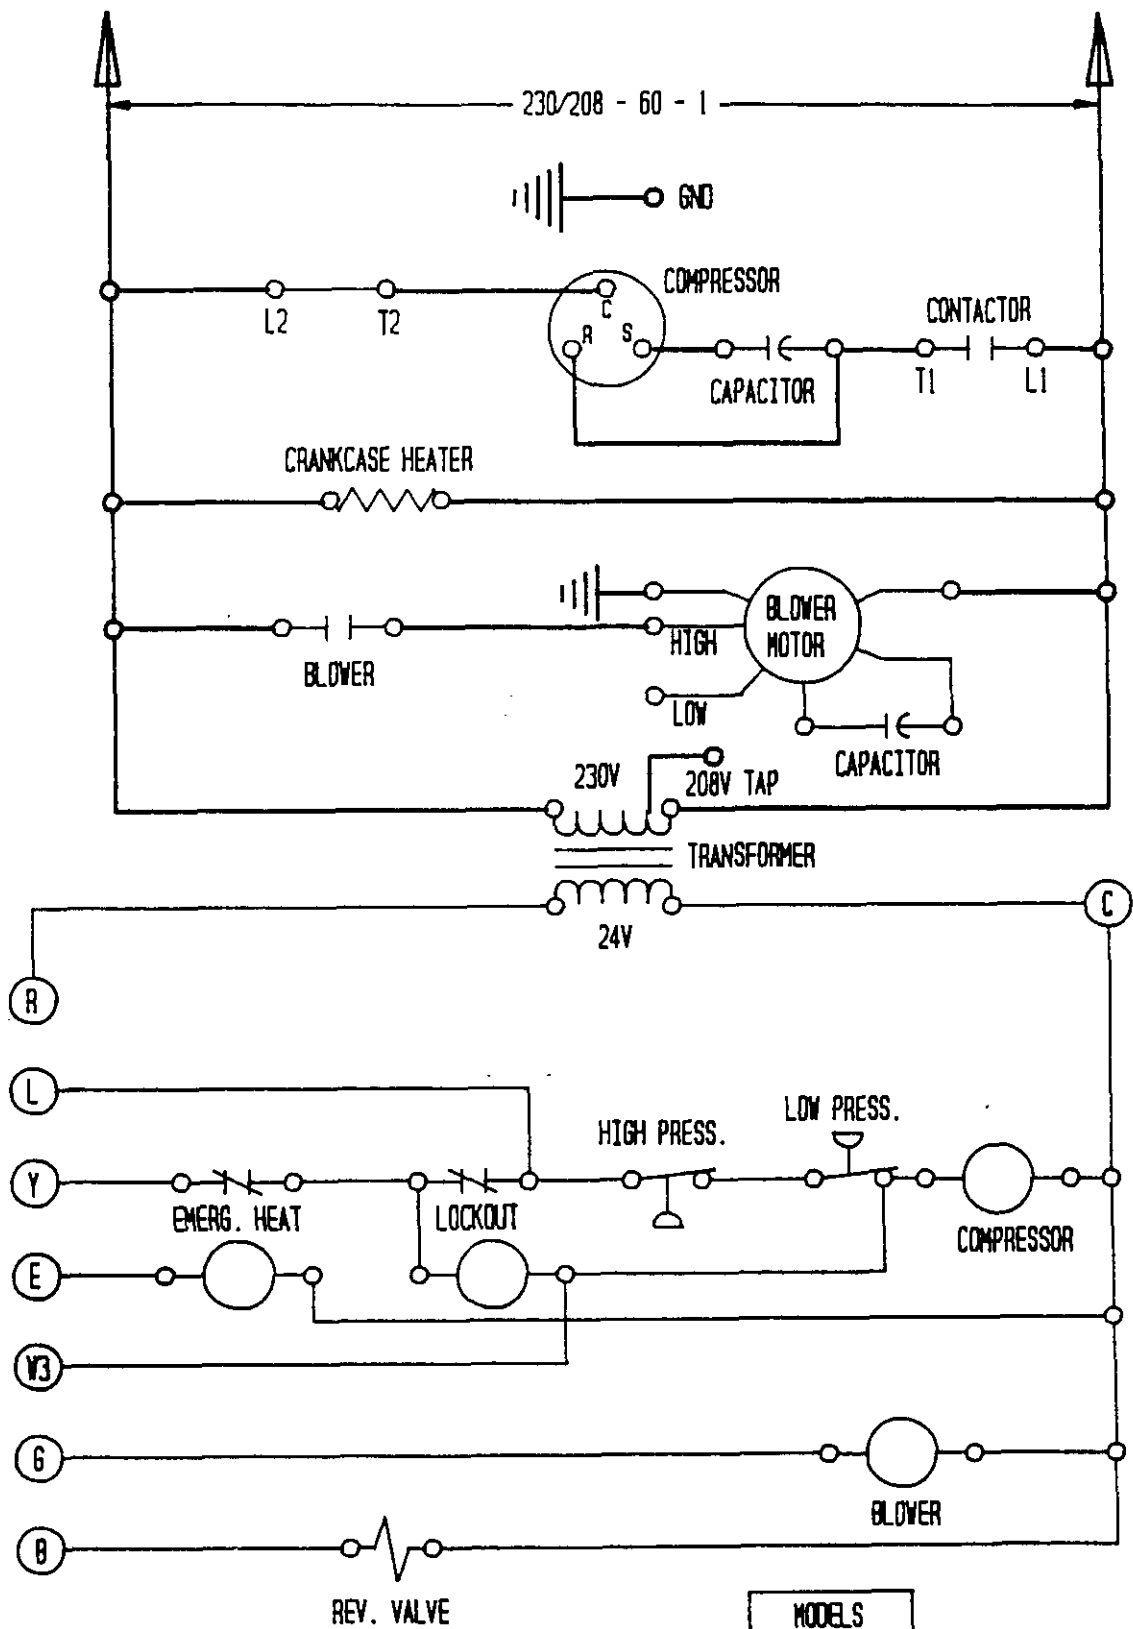 230/208 - 60 - 1
GND
COMPRESSOR
C
L2
T2
R
S
CONTACTOR
CAPACITOR
T1
L1
CRANKCASE HEATER
BLOWER
MOTOR
HIGH
BLOWER
LOW
CAPACITOR
230V
208V TAP
TRANSFORMER
C
24V
R
L
LOW PRESS.
HIGH PRESS.
Y
EMERG. HEAT
LOCKOUT
COMPRESSOR
E
W3
G
BLOWER
B
REV. VALVE
MODELS